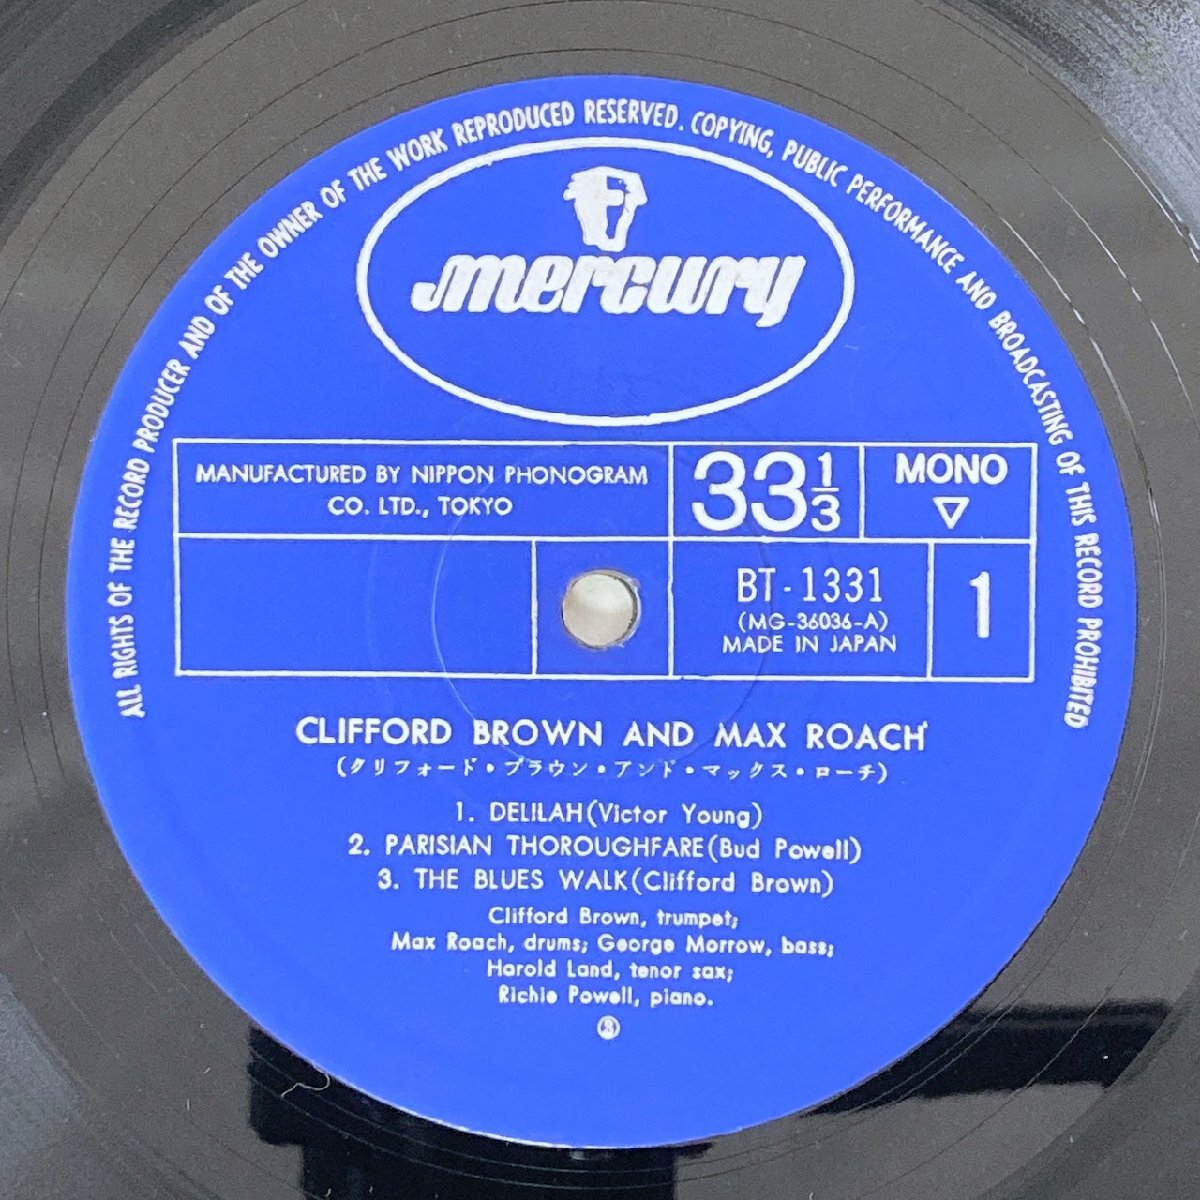 ALL RIGHTS OF THE RECORD PRODUCER AND OF THE OWNER OF THE WORK REPRODUCED RESERVED. COPYING, PUBLIC PERFORMANCE AND BROADCASTING OF THIS RECORD PROHIBITED
mercury
MANUFACTURED BY NIPPON PHONOGRAM
CO. LTD., TOKYO
33 1/3
MONO
▽
BT-1331
(MG-36036-A)
MADE IN JAPAN
1
CLIFFORD BROWN AND MAX ROACH
(クリフォード・ブラウン・アンド・マックス・ローチ)
1. DELILAH(Victor Young)
2. PARISIAN THOROUGHFARE(Bud Powell)
3. THE BLUES WALK(Clifford Brown)
Clifford Brown, trumpet;
Max Roach, drums; George Morrow, bass;
Harold Land, tenor sax;
Richie Powell, piano.